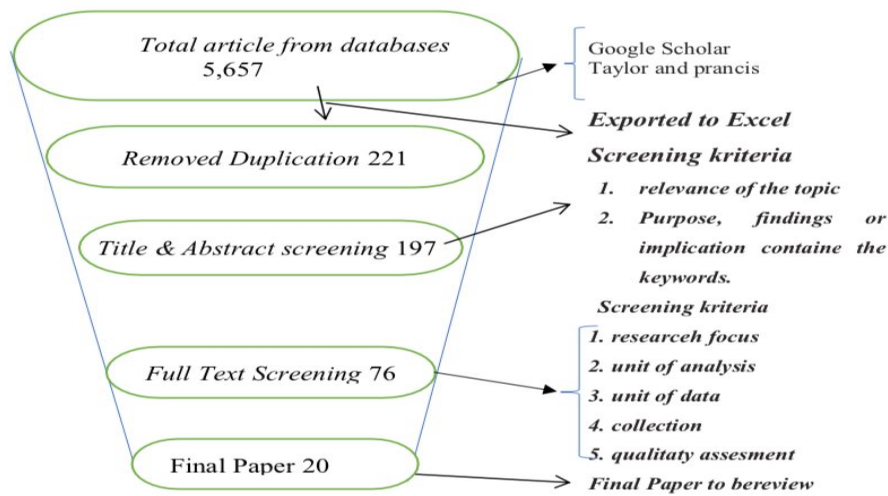 Total article from databases
5,657
Google Scholar
Taylor and prancis
Exported to Excel
Removed Duplication 221
Screening kriteria
1. relevance of the topic
2. Purpose, findings or
implication containe the
keywords.
Title & Abstract screening 197
Screening kriteria
1. researceh focus
2. unit of analysis
3. unit of data
4. collection
5. qualitaty assesment
Full Text Screening 76
Final Paper 20
Final Paper to bereview